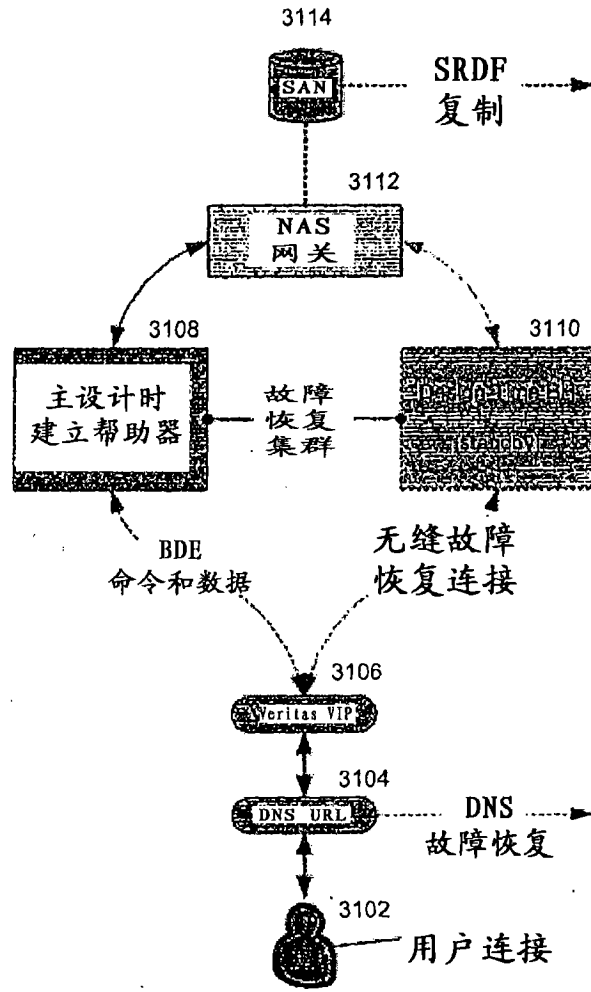 3114
SAN
SRDF
复制
3112
NAS
网关
3108
3110
主设计时
建立帮助器
故障
恢复
集群
(standby)
BDE
命令和数据
无缝故障
恢复连接
3106
Veritas VIP
3104
DNS URL
DNS
故障恢复
3102
用户连接